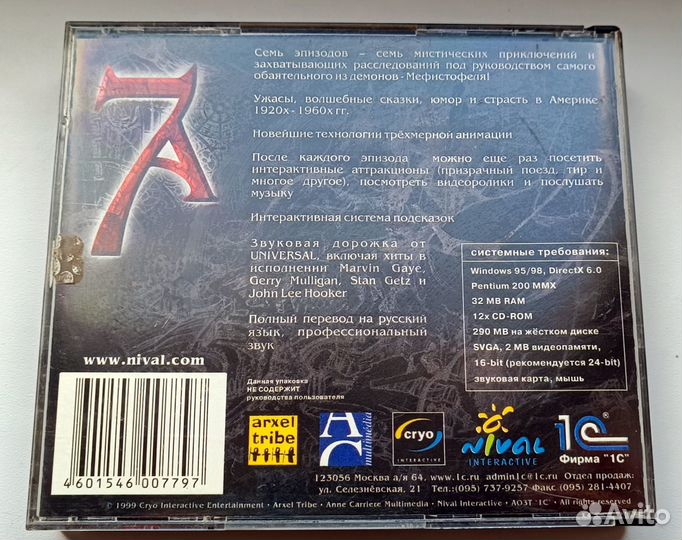 7A
Семь эпизодов – семь мистических приключений и
захватывающих расследований под руководством самого
обаятельного из демонов - Мефистофеля!
Ужасы, волшебные сказки, юмор и страсть в Америке
1920х- 1960х гг.
Новейшие технологии трёхмерной анимации
После каждого эпизода можно еще раз посетить
интерактивные аттракционы (призрачный поезд, тир и
многое другое), посмотреть видеоролики и послушать
музыку
Интерактивная система подсказок
Звуковая дорожка от
UNIVERSAL, включая хиты в
исполнении Marvin Gaye,
Gerry Mulligan, Stan Getz и
John Lee Hooker
Полный перевод на русский
язык, профессиональный
звук
системные требования:
Windows 95/98, DirectX 6.0
Pentium 200 MMX
32 MB RAM
12x CD-ROM
290 MB на жёстком диске
SVGA, 2 MB видеопамяти,
16-bit (рекомендуется 24-bit)
звуковая карта, мышь
www.nival.com
Данная упаковка
НЕ СОДЕРЖИТ
руководства пользователя
4601546 007797
arxel
tribe
AC
multimédia
cryo
INTERACTIVE
NIVAL
INTERACTIVE
1С®
Фирма "1С"
123056 Москва а/я 64, www.1c.ru admin1c@1c.ru Отдел продаж:
ул. Селезнёвская, 21 Тел:(095) 737-9257 Факс (095) 281-4407
© 1999 Cryo Interactive Entertainment · Arxel Tribe · Anne Carriere Multimedia · Nival Interactive · АОЗТ "1С" · All rights reserved
Avito